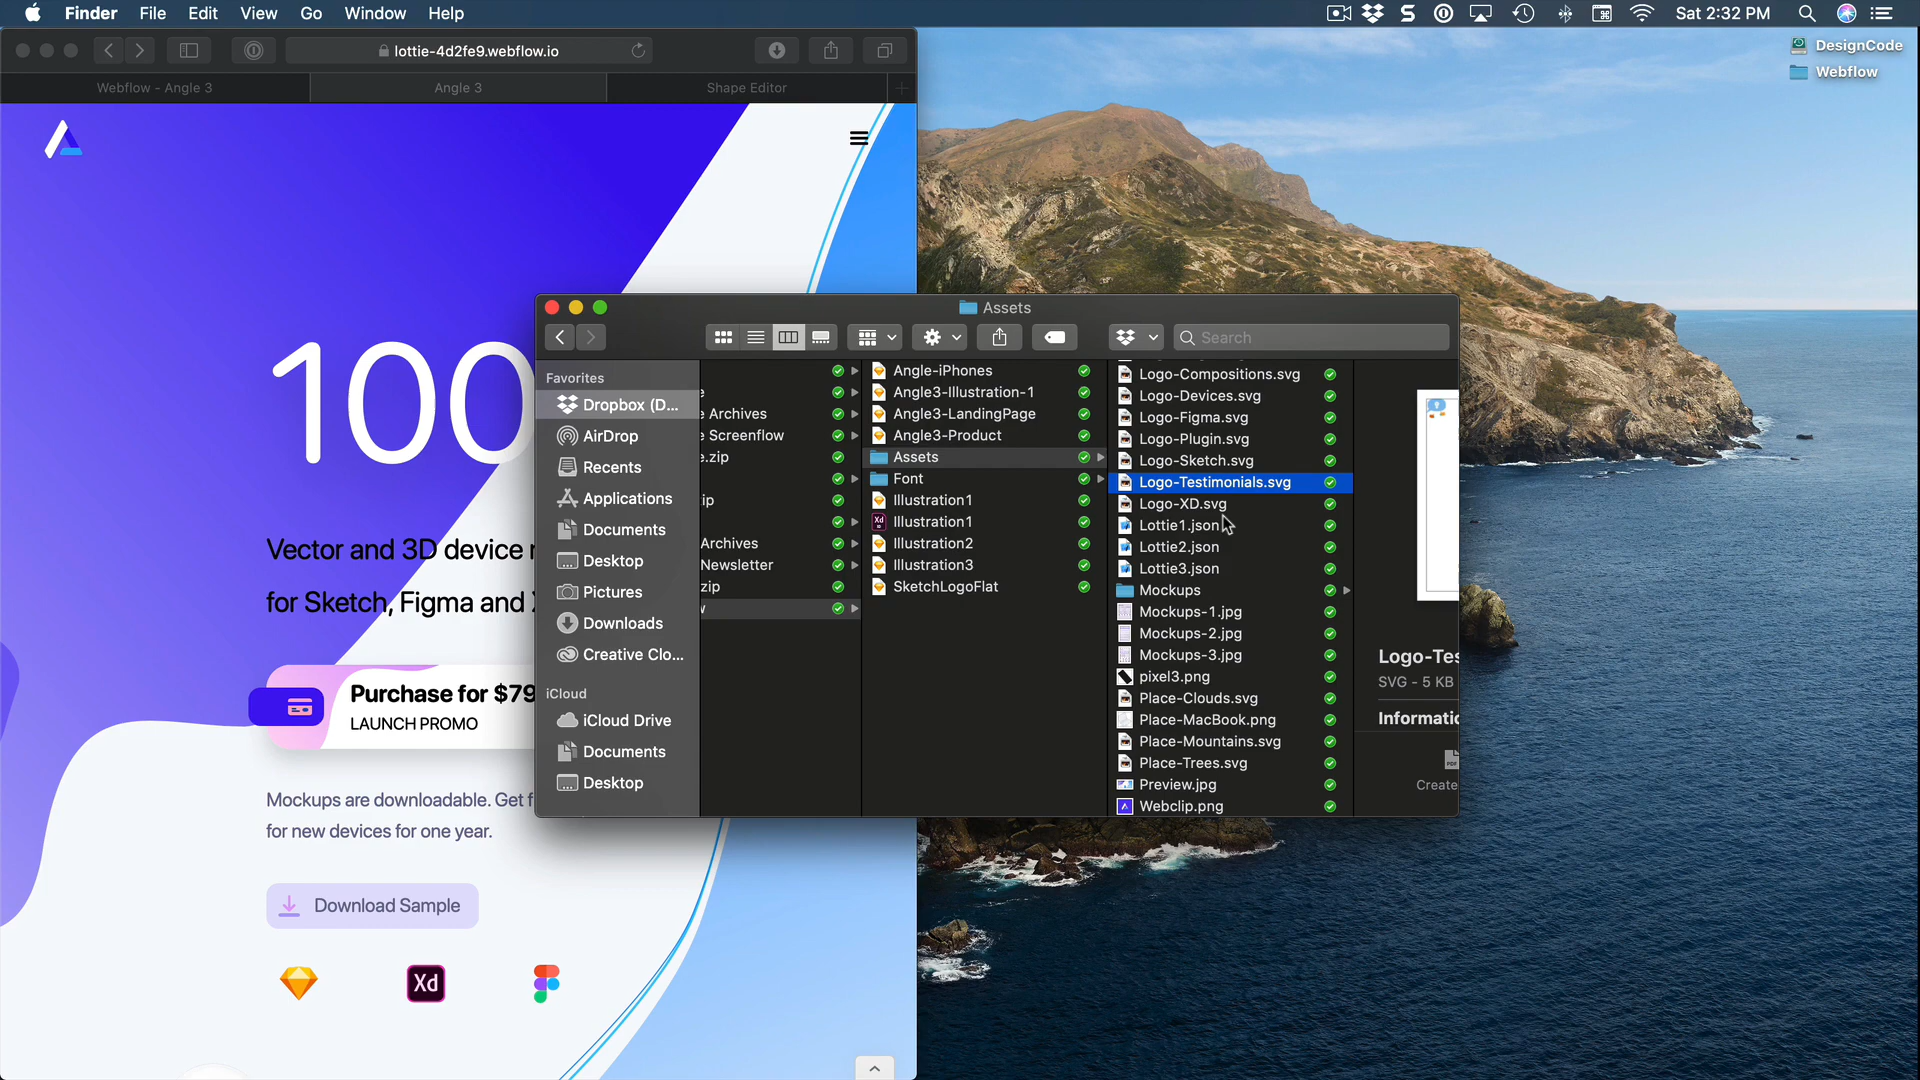 Finder File Edit View Go Window Help
Sat 2:32 PM
DesignCode
Webflow
lottie-4d2fe9.webflow.io
Webflow - Angle 3
Angle 3
Shape Editor
100
Vector and 3D device
for Sketch, Figma and
Purchase for $79
LAUNCH PROMO
Mockups are downloadable. Get f
for new devices for one year.
Download Sample
Xd
Assets
Search
Favorites
Dropbox (D...
AirDrop
Recents
Applications
Documents
Desktop
Pictures
Downloads
Creative Clo...
iCloud
iCloud Drive
Documents
Desktop
e
e Archives
e Screenflow
e.zip
ip
Archives
Newsletter
zip
w
Angle-iPhones
Angle3-Illustration-1
Angle3-LandingPage
Angle3-Product
Assets
Font
Illustration1
Xd
Illustration1
Illustration2
Illustration3
SketchLogoFlat
Logo-Compositions.svg
Logo-Devices.svg
Logo-Figma.svg
Logo-Plugin.svg
Logo-Sketch.svg
Logo-Testimonials.svg
Logo-XD.svg
Lottie1.json
Lottie2.json
Lottie3.json
Mockups
Mockups-1.jpg
Mockups-2.jpg
Mockups-3.jpg
pixel3.png
Place-Clouds.svg
Place-MacBook.png
Place-Mountains.svg
Place-Trees.svg
Preview.jpg
Webclip.png
Logo-Tes
SVG - 5 KB
Informatio
Create